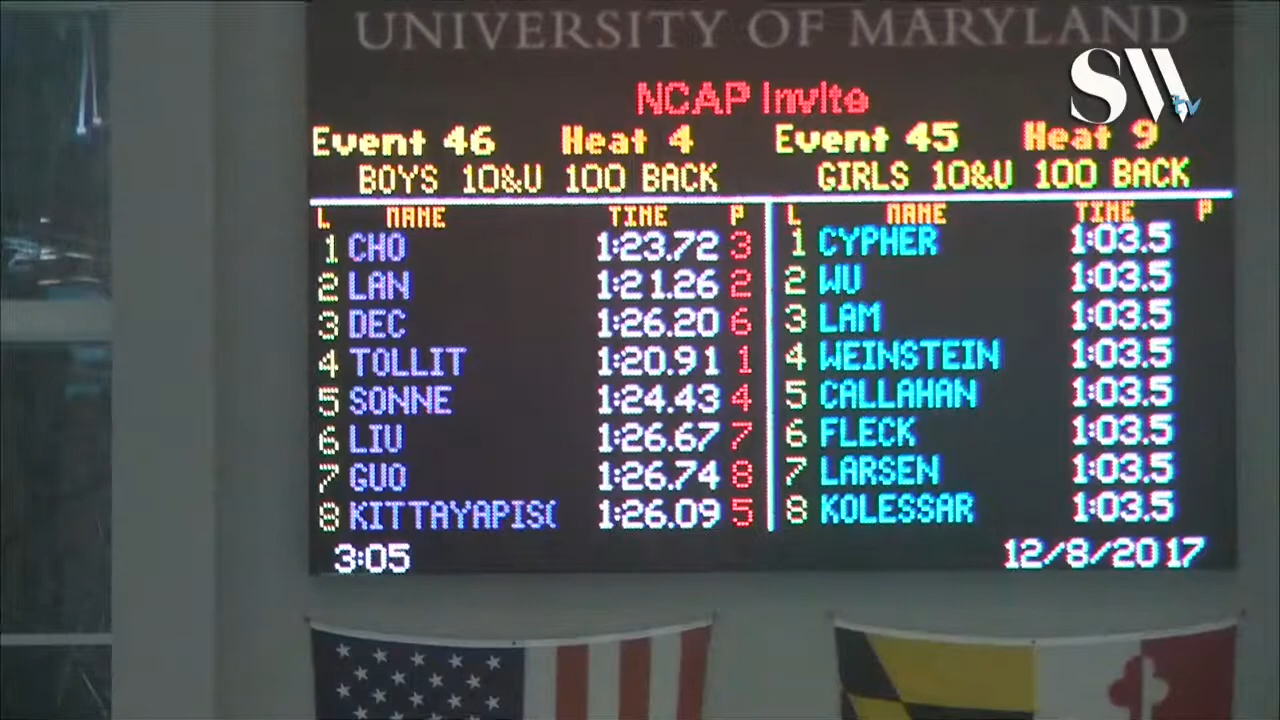 UNIVERSITY OF MARYLAND
SW tv
NCAP Invite
Event 46 Heat 4 Event 45 Heat 9
BOYS 10&U 100 BACK GIRLS 10&U 100 BACK
L NAME TIME P L NAME TIME P
1 CHO 1:23.72 3 1 CYPHER 1:03.5
2 LAN 1:21.26 2 2 WU 1:03.5
3 DEC 1:26.20 6 3 LAM 1:03.5
4 TOLLIT 1:20.91 1 4 WEINSTEIN 1:03.5
5 SONNE 1:24.43 4 5 CALLAHAN 1:03.5
6 LIU 1:26.67 7 6 FLECK 1:03.5
7 GUO 1:26.74 8 7 LARSEN 1:03.5
8 KITTAYAPISO 1:26.09 5 8 KOLESSAR 1:03.5
3:05 12/8/2017